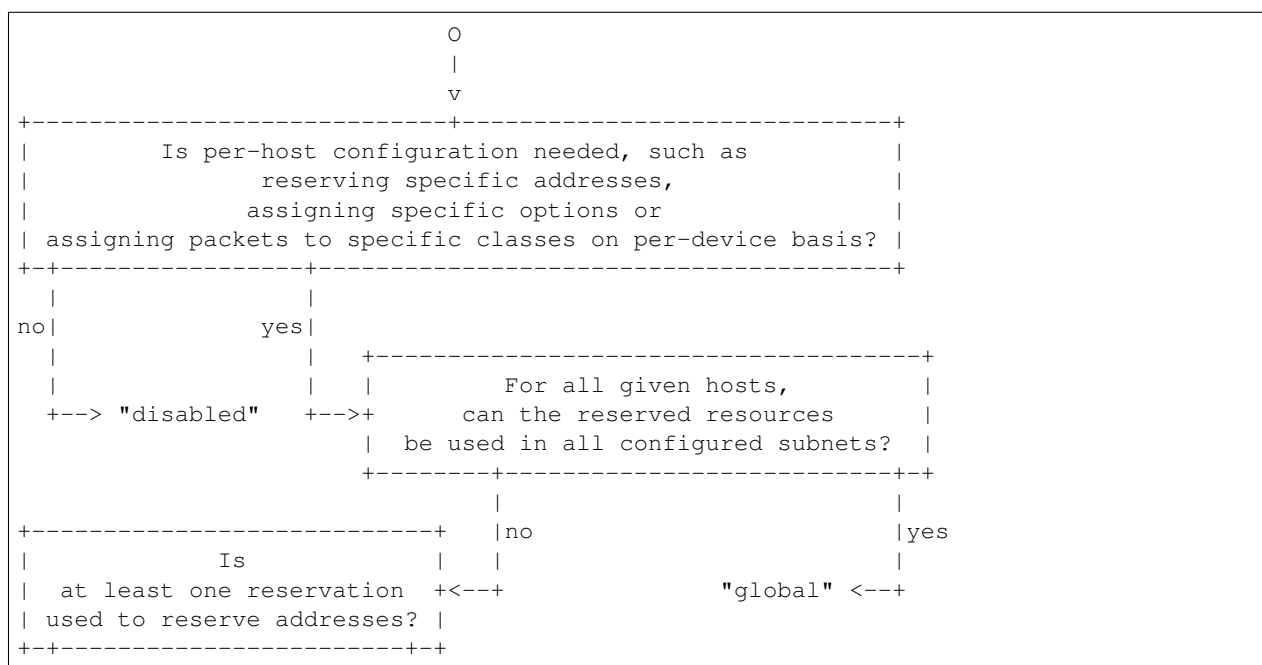 O
|
v
+-----------------------------+------------------------------+
|         Is per-host configuration needed, such as          |
|                reserving specific addresses,               |
|               assigning specific options or                |
| assigning packets to specific classes on per-device basis? |
+-+-----------------+----------------------------------------+
  |                 |
no|              yes|
  |                 |   +--------------------------------------+
  |                 |   |         For all given hosts,         |
  +--> "disabled"   +-->+      can the reserved resources      |
                        |  be used in all configured subnets?  |
                        +--------+---------------------------+-+
                                 |                           |
+----------------------------+   |no                         |yes
|             Is             |   |                           |
|  at least one reservation  +<--+               "global" <--+
| used to reserve addresses? |
+-+------------------------+-+